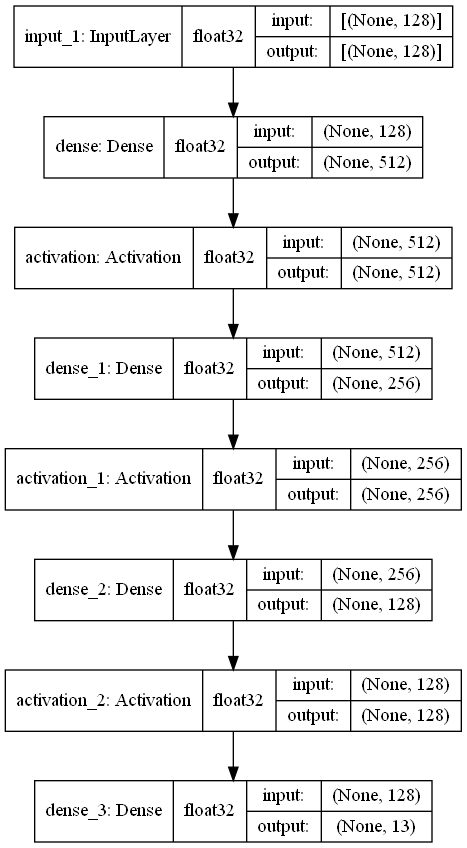 input_1: InputLayer float32 input: [(None, 128)]
output: [(None, 128)]
dense: Dense float32 input: (None, 128)
output: (None, 512)
activation: Activation float32 input: (None, 512)
output: (None, 512)
dense_1: Dense float32 input: (None, 512)
output: (None, 256)
activation_1: Activation float32 input: (None, 256)
output: (None, 256)
dense_2: Dense float32 input: (None, 256)
output: (None, 128)
activation_2: Activation float32 input: (None, 128)
output: (None, 128)
dense_3: Dense float32 input: (None, 128)
output: (None, 13)